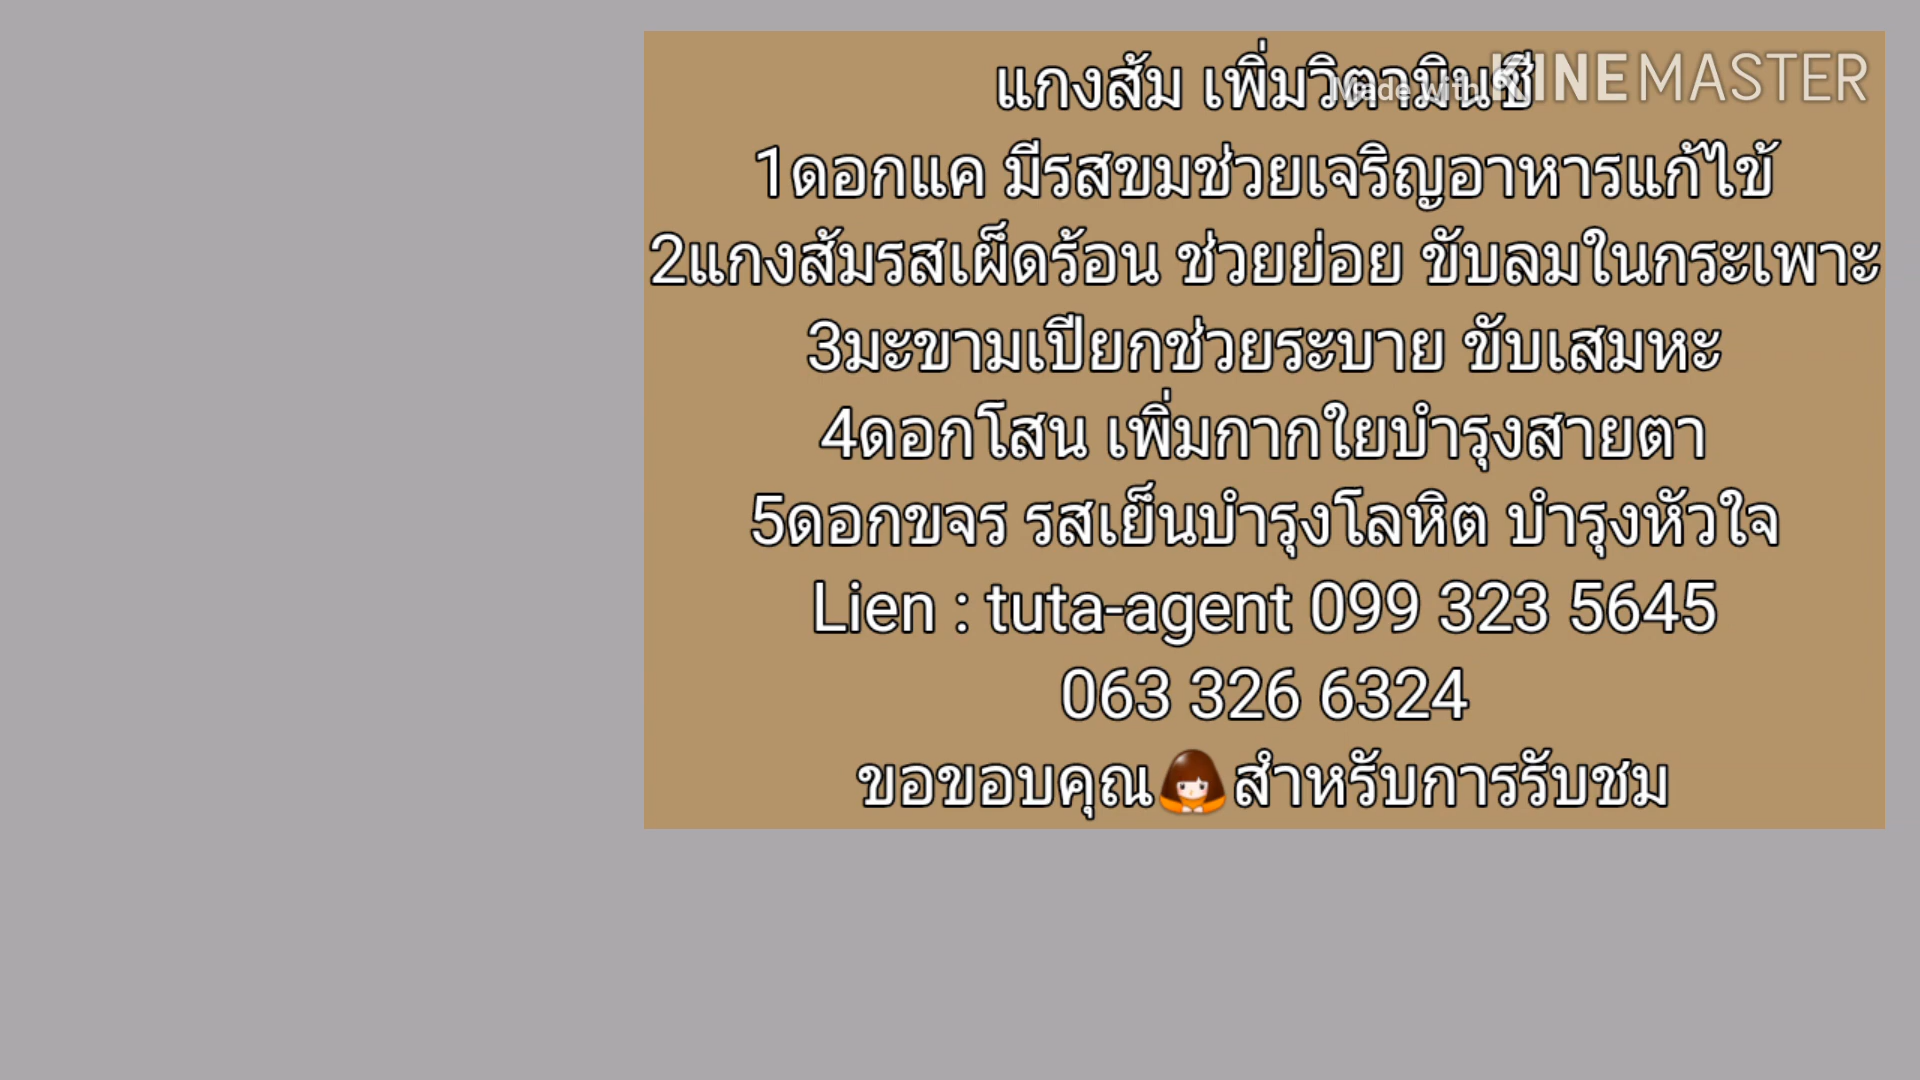 แกงส้ม เพิ่มวิตามินซี
Made with KINEMASTER
1ดอกแค มีรสขมช่วยเจริญอาหารแก้ไข้
2แกงส้มรสเผ็ดร้อน ช่วยย่อย ขับลมในกระเพาะ
3มะขามเปียกช่วยระบาย ขับเสมหะ
4ดอกโสน เพิ่มกากใยบำรุงสายตา
5ดอกขจร รสเย็นบำรุงโลหิต บำรุงหัวใจ
Lien : tuta-agent 099 323 5645
063 326 6324
ขอขอบคุณ🙇สำหรับการรับชม